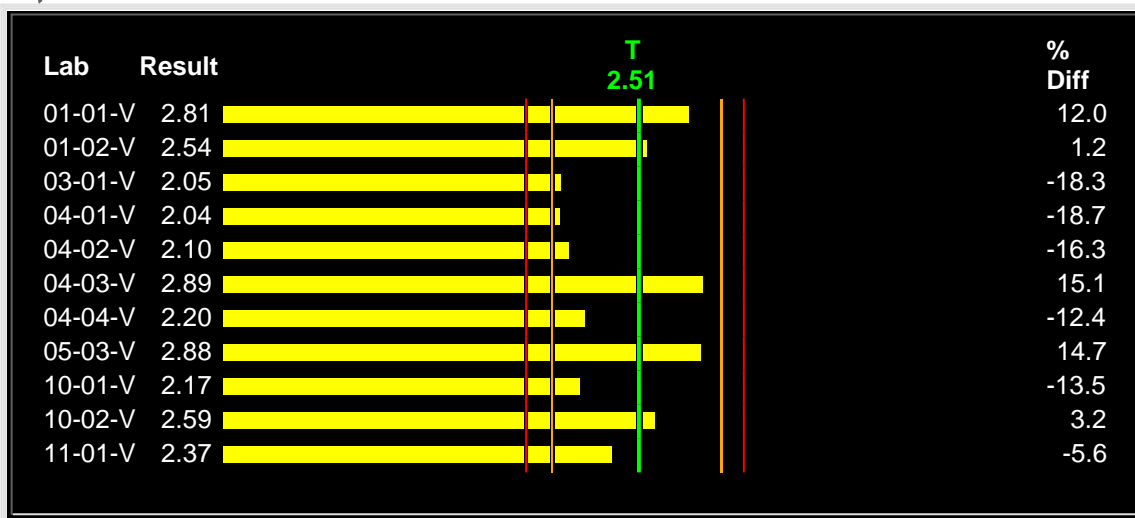 Lab Result T 2.51 % Diff
01-01-V 2.81 12.0
01-02-V 2.54 1.2
03-01-V 2.05 -18.3
04-01-V 2.04 -18.7
04-02-V 2.10 -16.3
04-03-V 2.89 15.1
04-04-V 2.20 -12.4
05-03-V 2.88 14.7
10-01-V 2.17 -13.5
10-02-V 2.59 3.2
11-01-V 2.37 -5.6